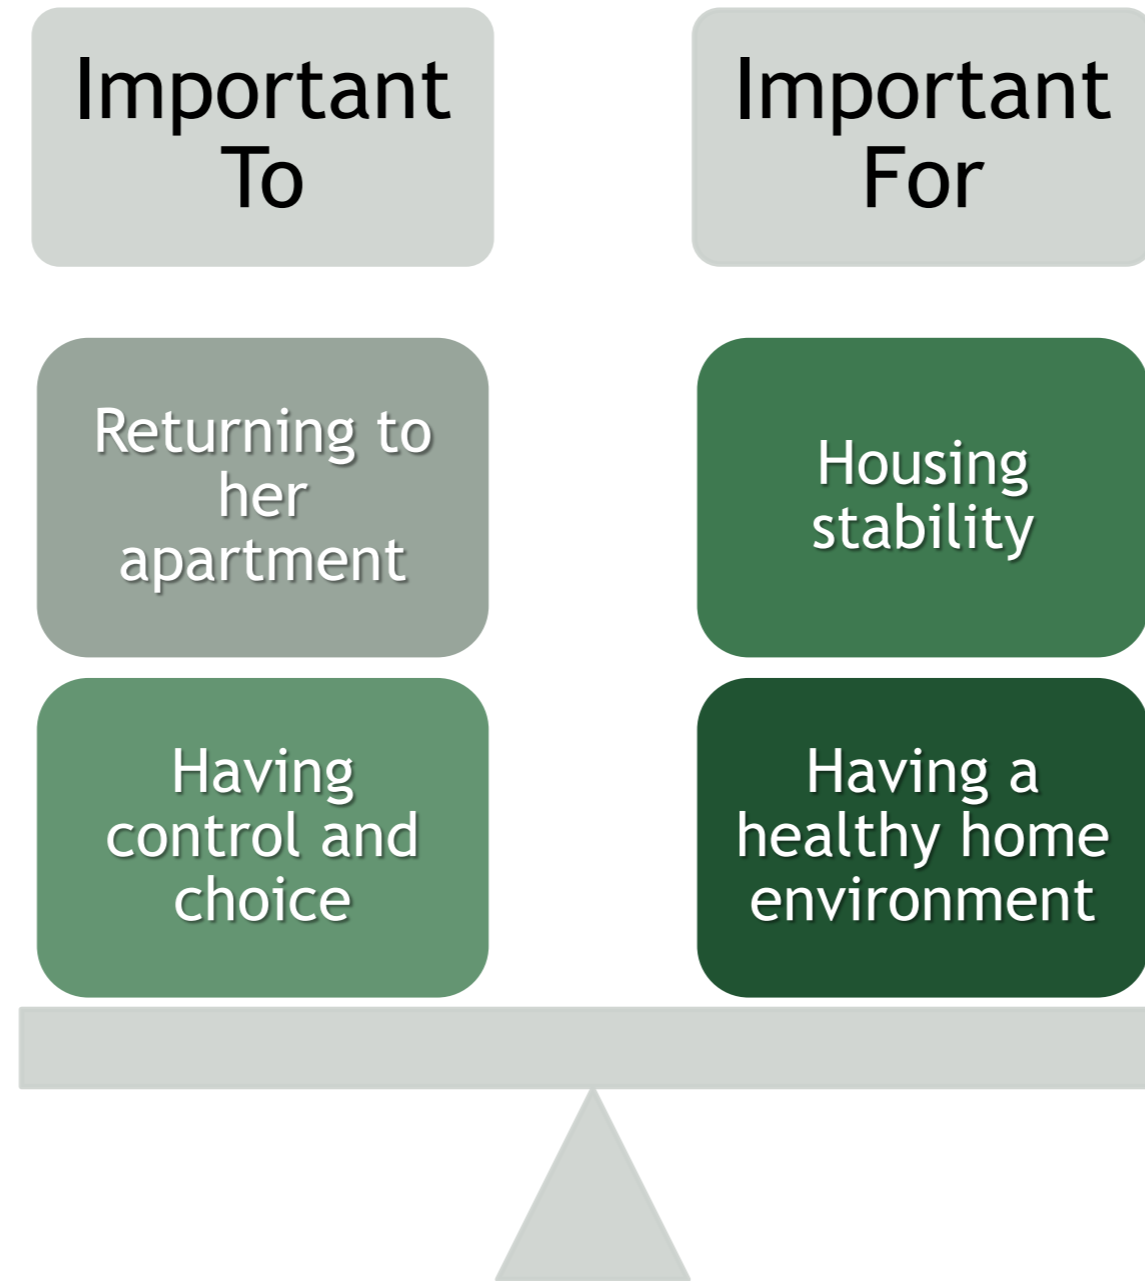 Important
To
Returning to
her
apartment
Having
control and
choice
Important
For
Housing
stability
Having a
healthy home
environment